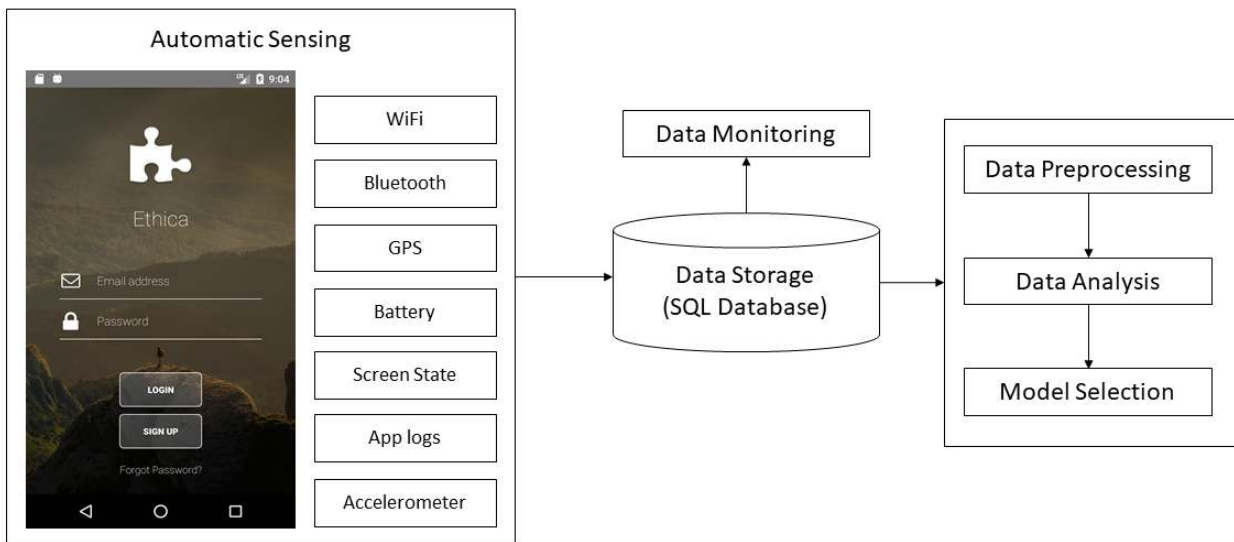 Automatic Sensing
9:04
Ethica
Email address
Password
LOGIN
SIGN UP
Forgot Password?
WiFi
Bluetooth
GPS
Battery
Screen State
App logs
Accelerometer
Data Monitoring
Data Storage
(SQL Database)
Data Preprocessing
Data Analysis
Model Selection